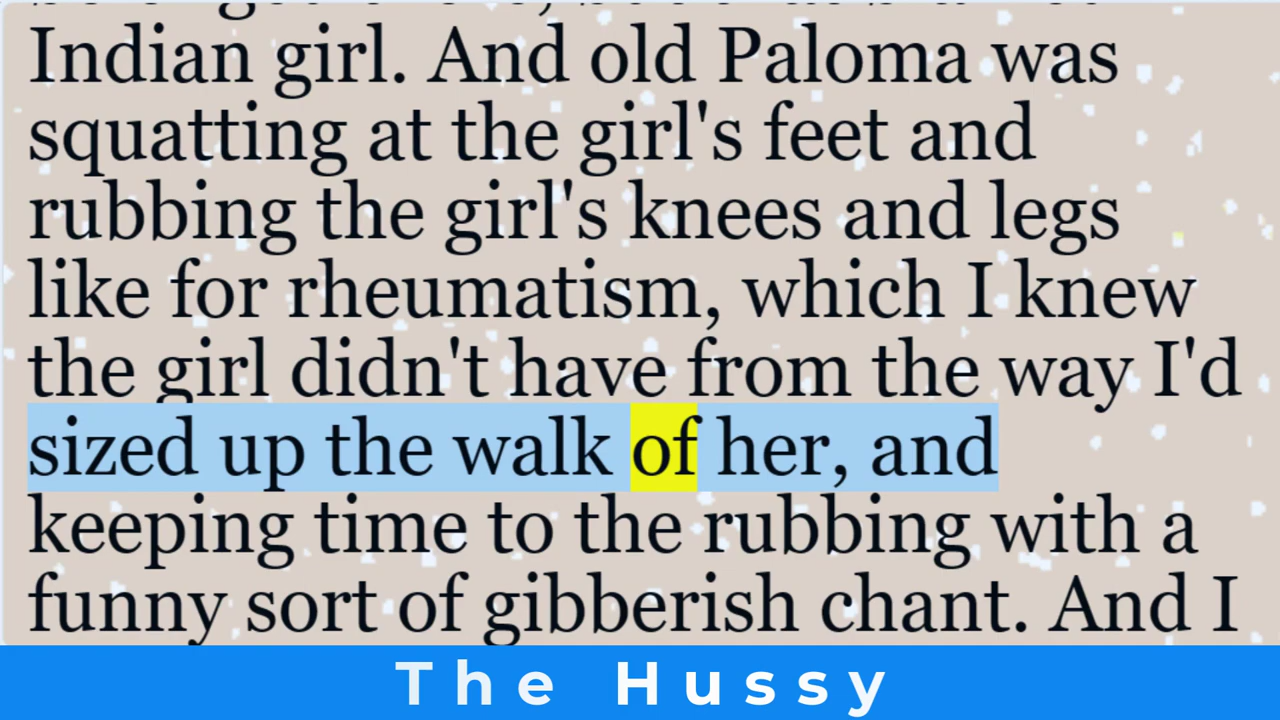 Indian girl. And old Paloma was
squatting at the girl's feet and
rubbing the girl's knees and legs
like for rheumatism, which I knew
the girl didn't have from the way I'd
sized up the walk of her, and
keeping time to the rubbing with a
funny sort of gibberish chant. And I
The Hussy